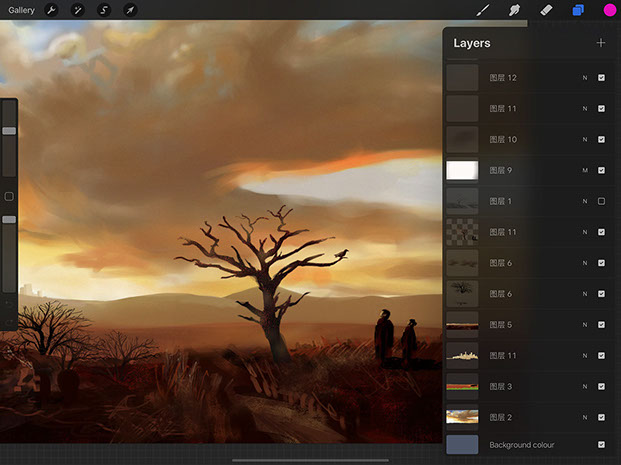 Gallery
Layers
图层 12 N
图层 11 N
图层 10 N
图层 9 M
图层 1 N
图层 11 N
图层 6 N
图层 6 N
图层 5 N
图层 11 N
图层 3 N
图层 2 N
Background colour